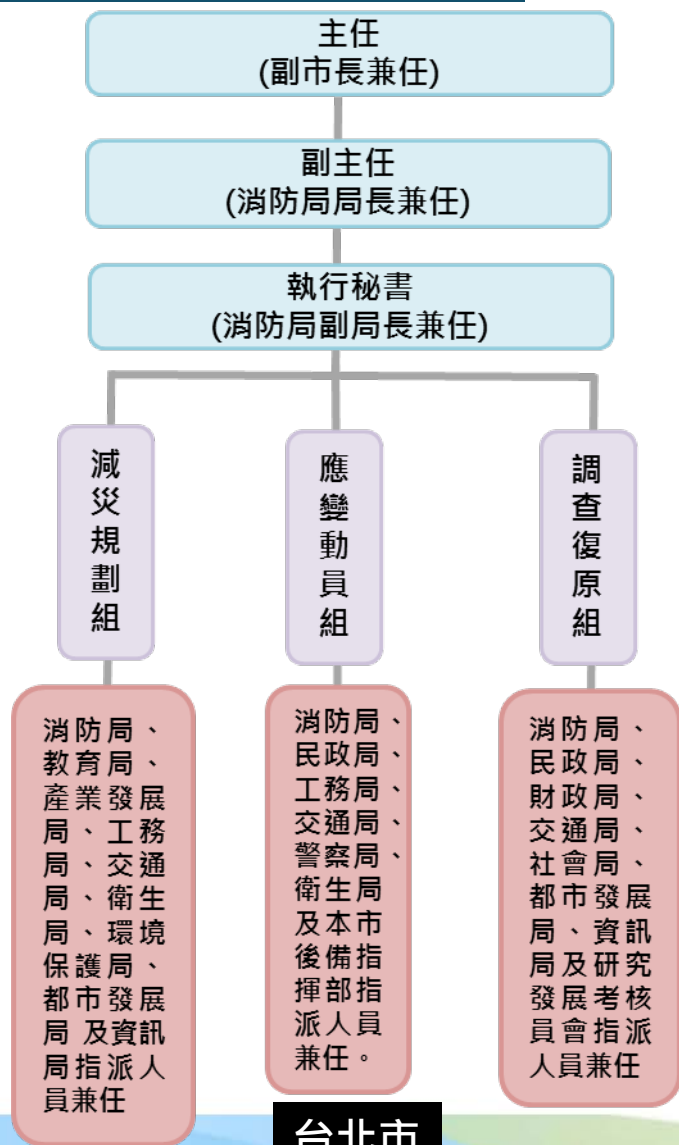 主任
(副市長兼任)
副主任
(消防局局長兼任)
執行秘書
(消防局副局長兼任)
減
災
規
劃
組
應
變
動
員
組
調
查
復
原
組
消防局、
教育局、
產業發展
局、工務
局、交通
局、衛生
局、環境
保護局、
都市發展
局 及資訊
局指派人
員兼任
消防局、
民政局、
工務局、
交通局、
警察局、
衛生局
及本市
後備指
揮部指
派人員
兼任。
消防局、
民政局、
財政局、
交通局、
社會局、
都市發展
局、資訊
局及研究
發展考核
員會指派
人員兼任
台北市